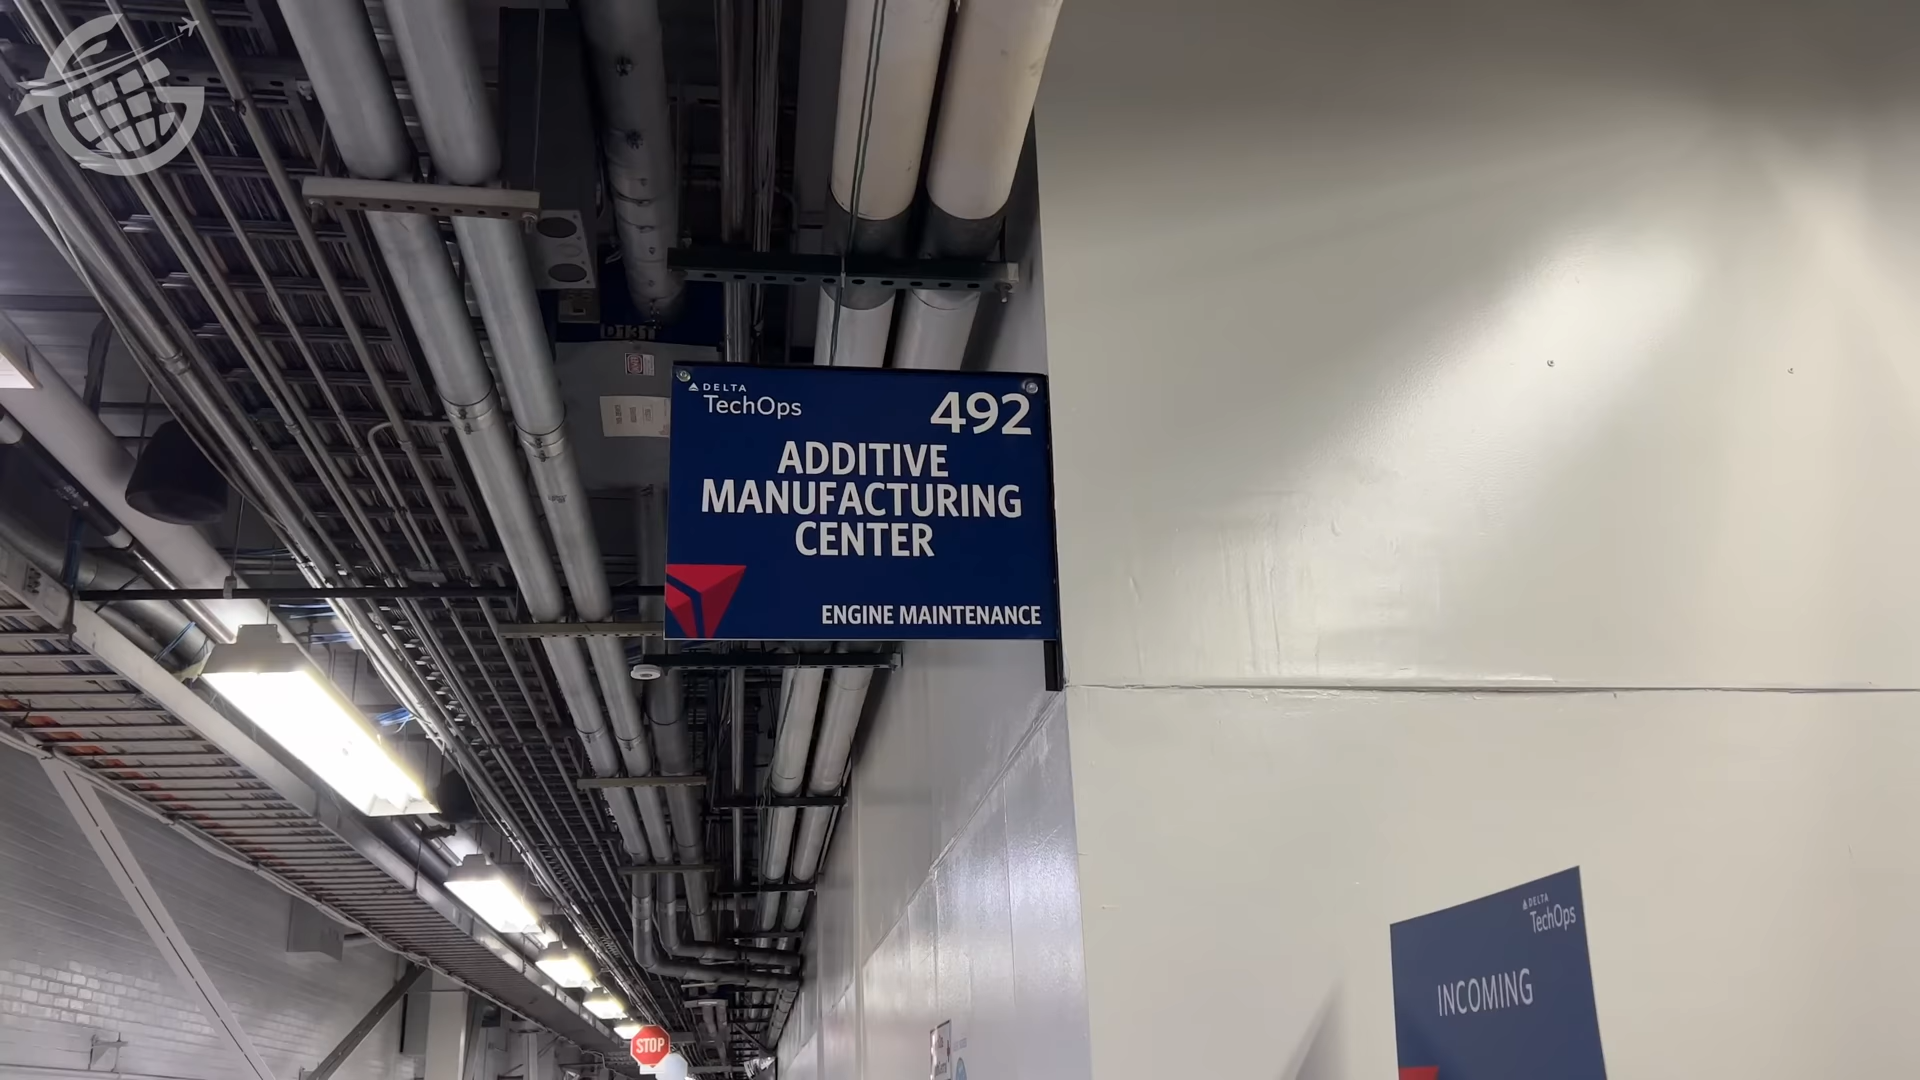 DELTA
TechOps
492
ADDITIVE
MANUFACTURING
CENTER
ENGINE MAINTENANCE
DELTA
TechOps
INCOMING
STOP